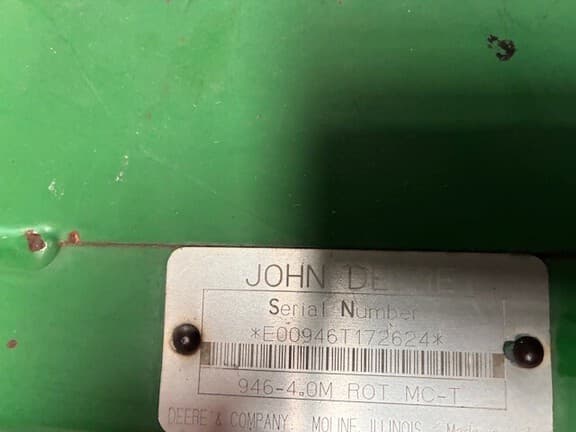 JOHN DEERE
Serial Number
*E00946T172624*
946-4.0M ROT MC-T
DEERE & COMPANY, MOLINE ILLINOIS